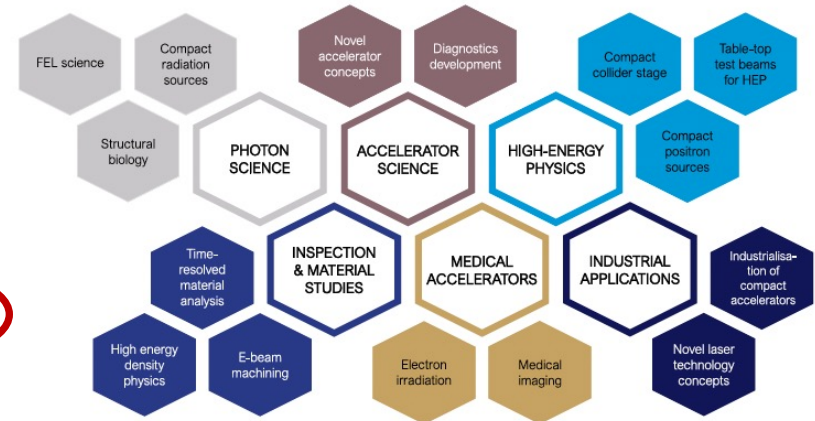 FEL science
Compact
radiation
sources
Structural
biology
PHOTON
SCIENCE
Novel
accelerator
concepts
Diagnostics
development
ACCELERATOR
SCIENCE
Compact
collider stage
Table-top
test beams
for HEP
Compact
positron
sources
HIGH-ENERGY
PHYSICS
Time-
resolved
material
analysis
High energy
density
physics
E-beam
machining
INSPECTION
& MATERIAL
STUDIES
MEDICAL
ACCELERATORS
Electron
irradiation
Medical
imaging
INDUSTRIAL
APPLICATIONS
Industrialisa-
tion of
compact
accelerators
Novel laser
technology
concepts